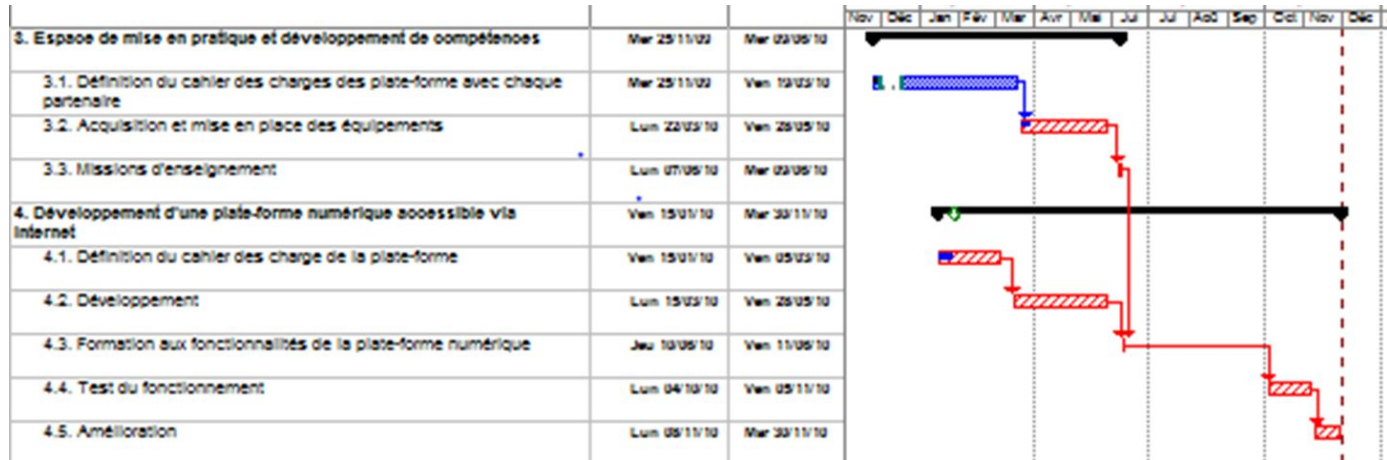 Nov Déc Jan Fév Mar Avr Mai Jui Jul Aoû Sep Oct Nov Déc
3. Espace de mise en pratique et développement de compétences Mer 25/11/09 Mer 09/06/10
3.1. Définition du cahier des charges des plate-forme avec chaque Mer 25/11/09 Ven 19/03/10
partenaire
3.2. Acquisition et mise en place des équipements Lun 22/03/10 Ven 28/05/10
3.3. Missions d'enseignement Lun 07/06/10 Mer 09/06/10
4. Développement d'une plate-forme numérique accessible via Ven 15/01/10 Mar 30/11/10
Internet
4.1. Définition du cahier des charge de la plate-forme Ven 15/01/10 Ven 05/03/10
4.2. Développement Lun 15/03/10 Ven 28/05/10
4.3. Formation aux fonctionnalités de la plate-forme numérique Jeu 10/06/10 Ven 11/06/10
4.4. Test du fonctionnement Lun 04/10/10 Ven 05/11/10
4.5. Amélioration Lun 08/11/10 Mar 30/11/10